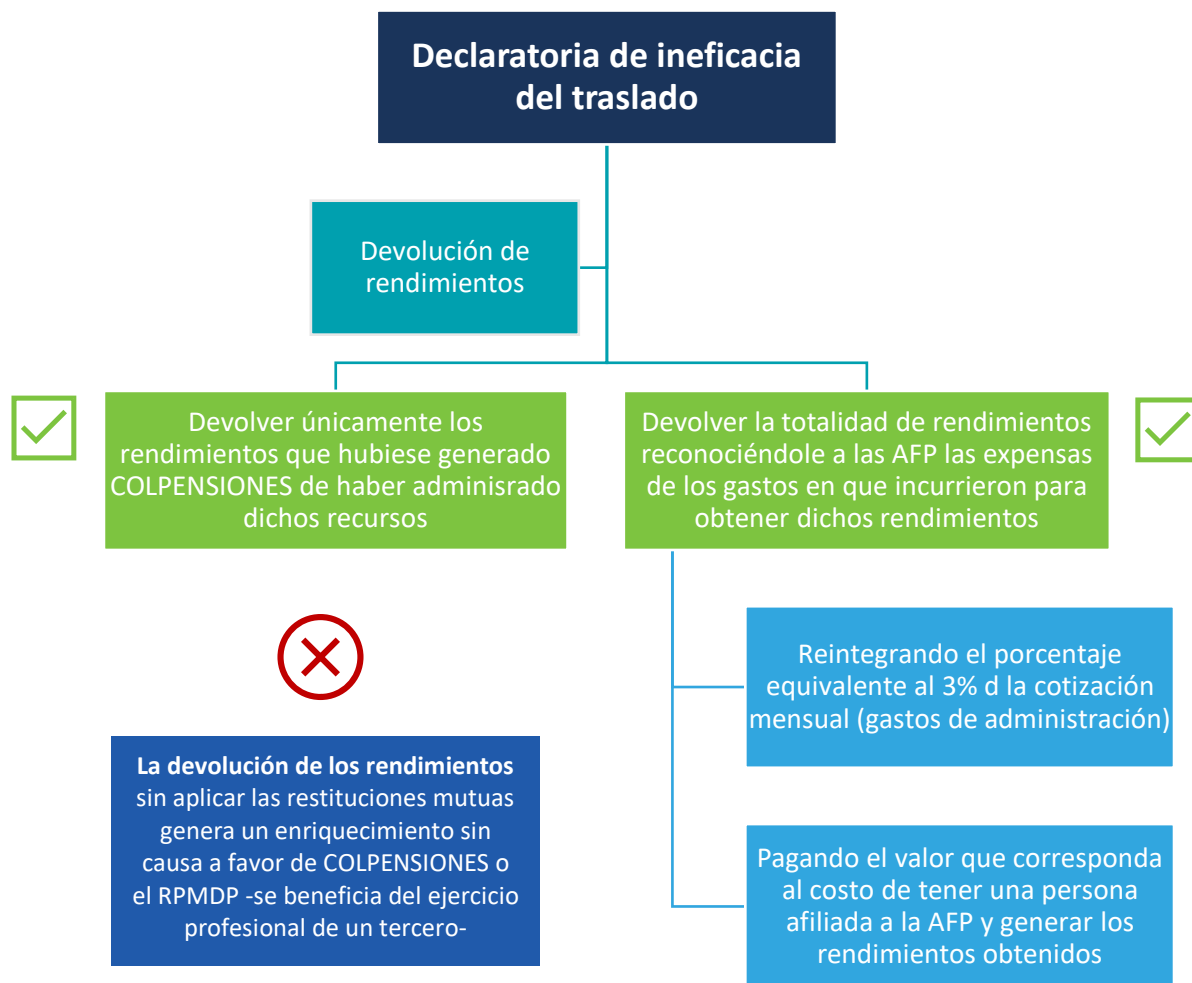 Declaratoria de ineficacia
del traslado
Devolución de
rendimientos
Devolver únicamente los
rendimientos que hubiese generado
COLPENSIONES de haber adminisrado
dichos recursos
Devolver la totalidad de rendimientos
reconociéndole a las AFP las expensas
de los gastos en que incurrieron para
obtener dichos rendimientos
Reintegrando el porcentaje
equivalente al 3% d la cotización
mensual (gastos de administración)
La devolución de los rendimientos
sin aplicar las restituciones mutuas
genera un enriquecimiento sin
causa a favor de COLPENSIONES o
el RPMDP -se beneficia del ejercicio
profesional de un tercero-
Pagando el valor que corresponda
al costo de tener una persona
afiliada a la AFP y generar los
rendimientos obtenidos